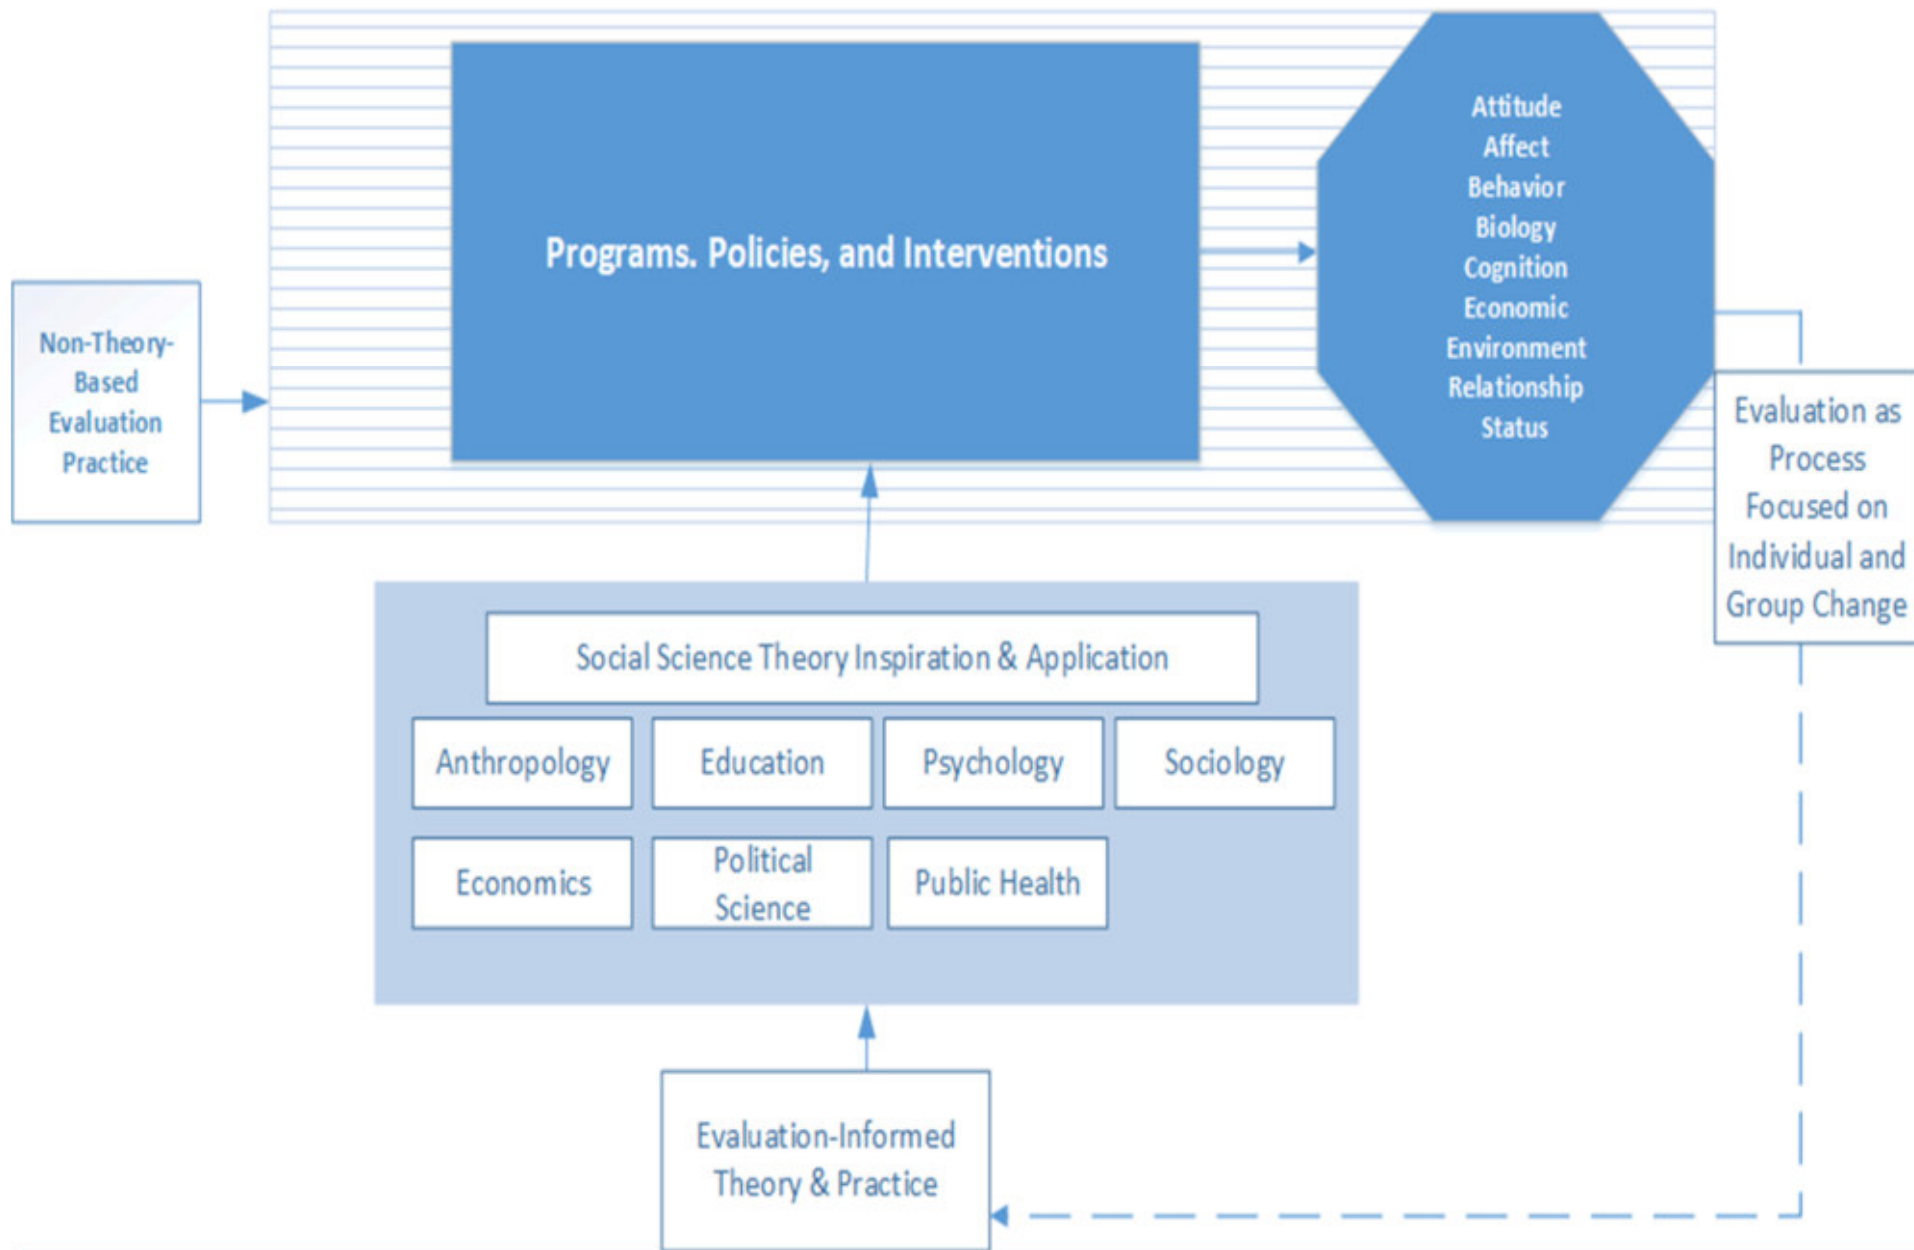 Programs. Policies, and Interventions
Attitude
Affect
Behavior
Biology
Cognition
Economic
Environment
Relationship
Status
Non-Theory-
Based
Evaluation
Practice
Evaluation as
Process
Focused on
Individual and
Group Change
Social Science Theory Inspiration & Application
Anthropology
Education
Psychology
Sociology
Economics
Political
Science
Public Health
Evaluation-Informed
Theory & Practice